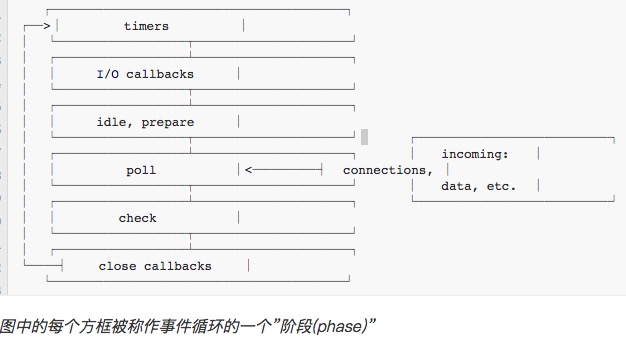 timers
I/O callbacks
idle, prepare
incoming:
poll
connections,
data, etc.
check
close callbacks
图中的每个方框被称作事件循环的一个”阶段(phase)”